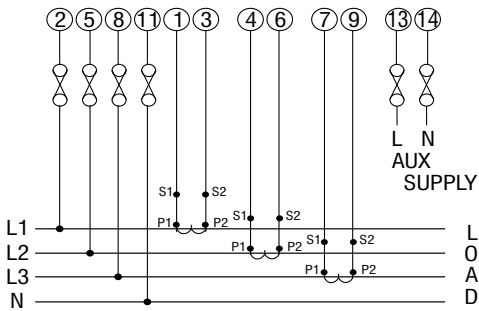 2 5 8 11 1 3 4 6 7 9 13 14
L N
AUX
SUPPLY
S1 S2
P1 P2
S1 S2
P1 P2
S1 S2
P1 P2
L1
L2
L3
N
L
O
A
D